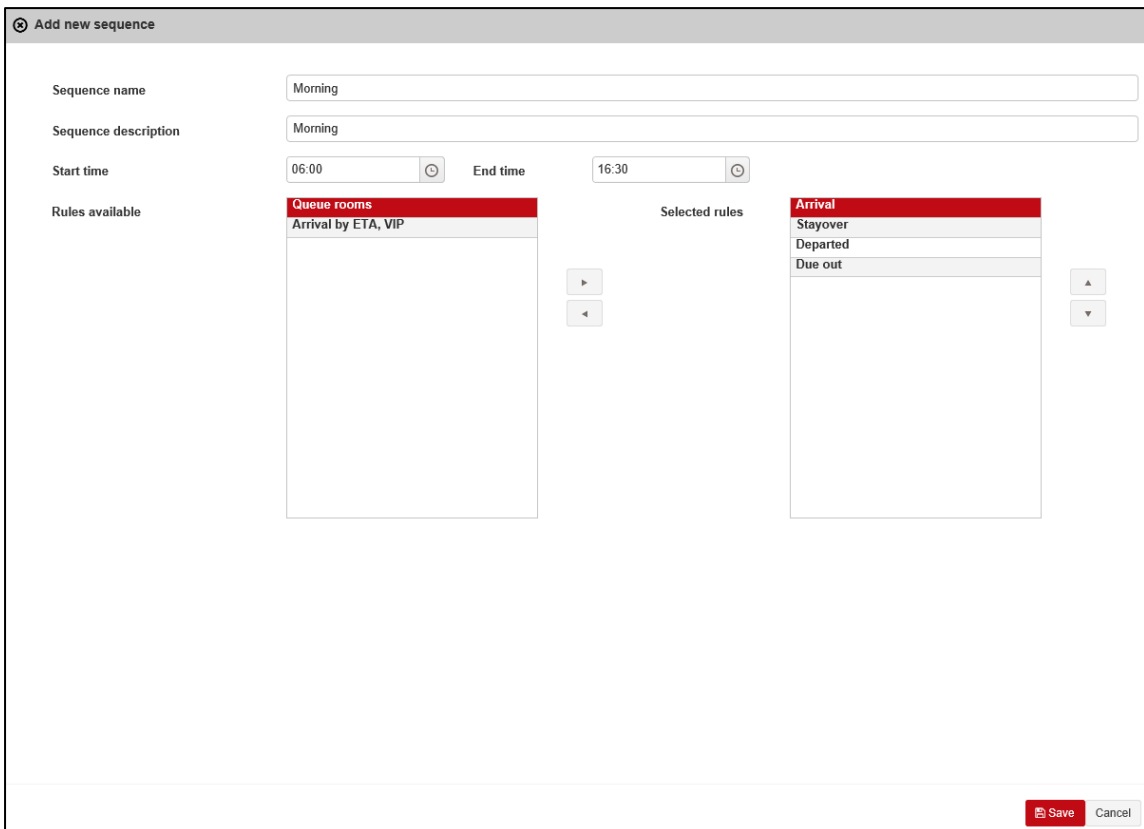 Add new sequence
Sequence name Morning
Sequence description Morning
Start time 06:00 End time 16:30
Rules available Queue rooms Selected rules Arrival
Arrival by ETA, VIP Stayover
Departed
Due out
Save Cancel